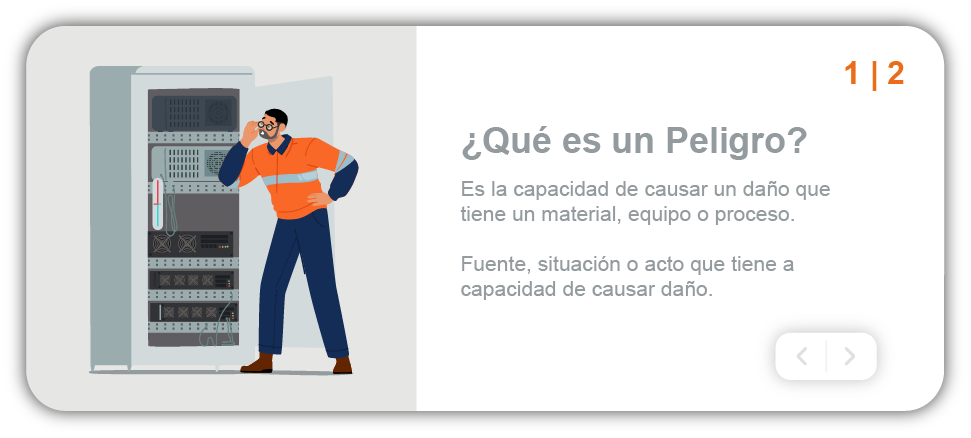 1 | 2
¿Qué es un Peligro?
Es la capacidad de causar un daño que
tiene un material, equipo o proceso.
Fuente, situación o acto que tiene a
capacidad de causar daño.